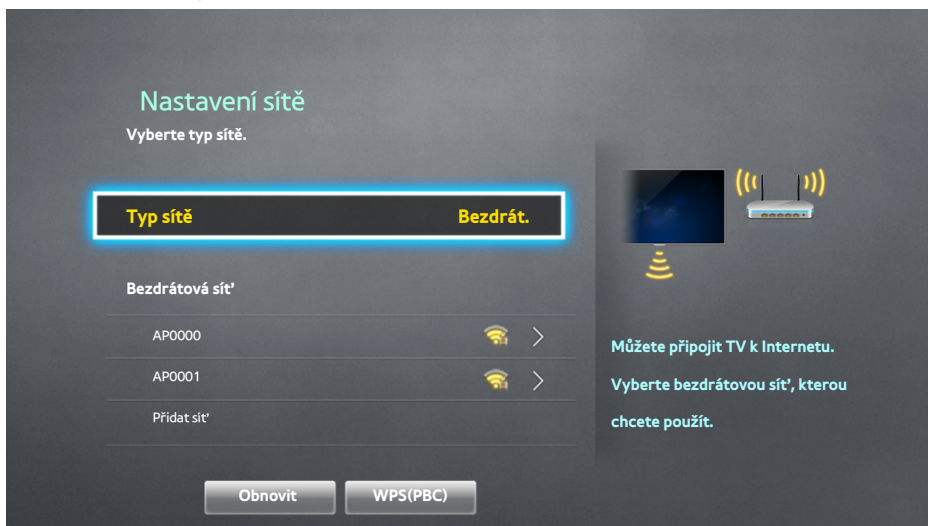 Nastavení sítě
Vyberte typ sítě.
Typ sítě Bezdrát.
Bezdrátová síť
AP0000
AP0001
Přidat síť
Můžete připojit TV k Internetu.
Vyberte bezdrátovou síť, kterou
chcete použít.
Obnovit WPS(PBC)